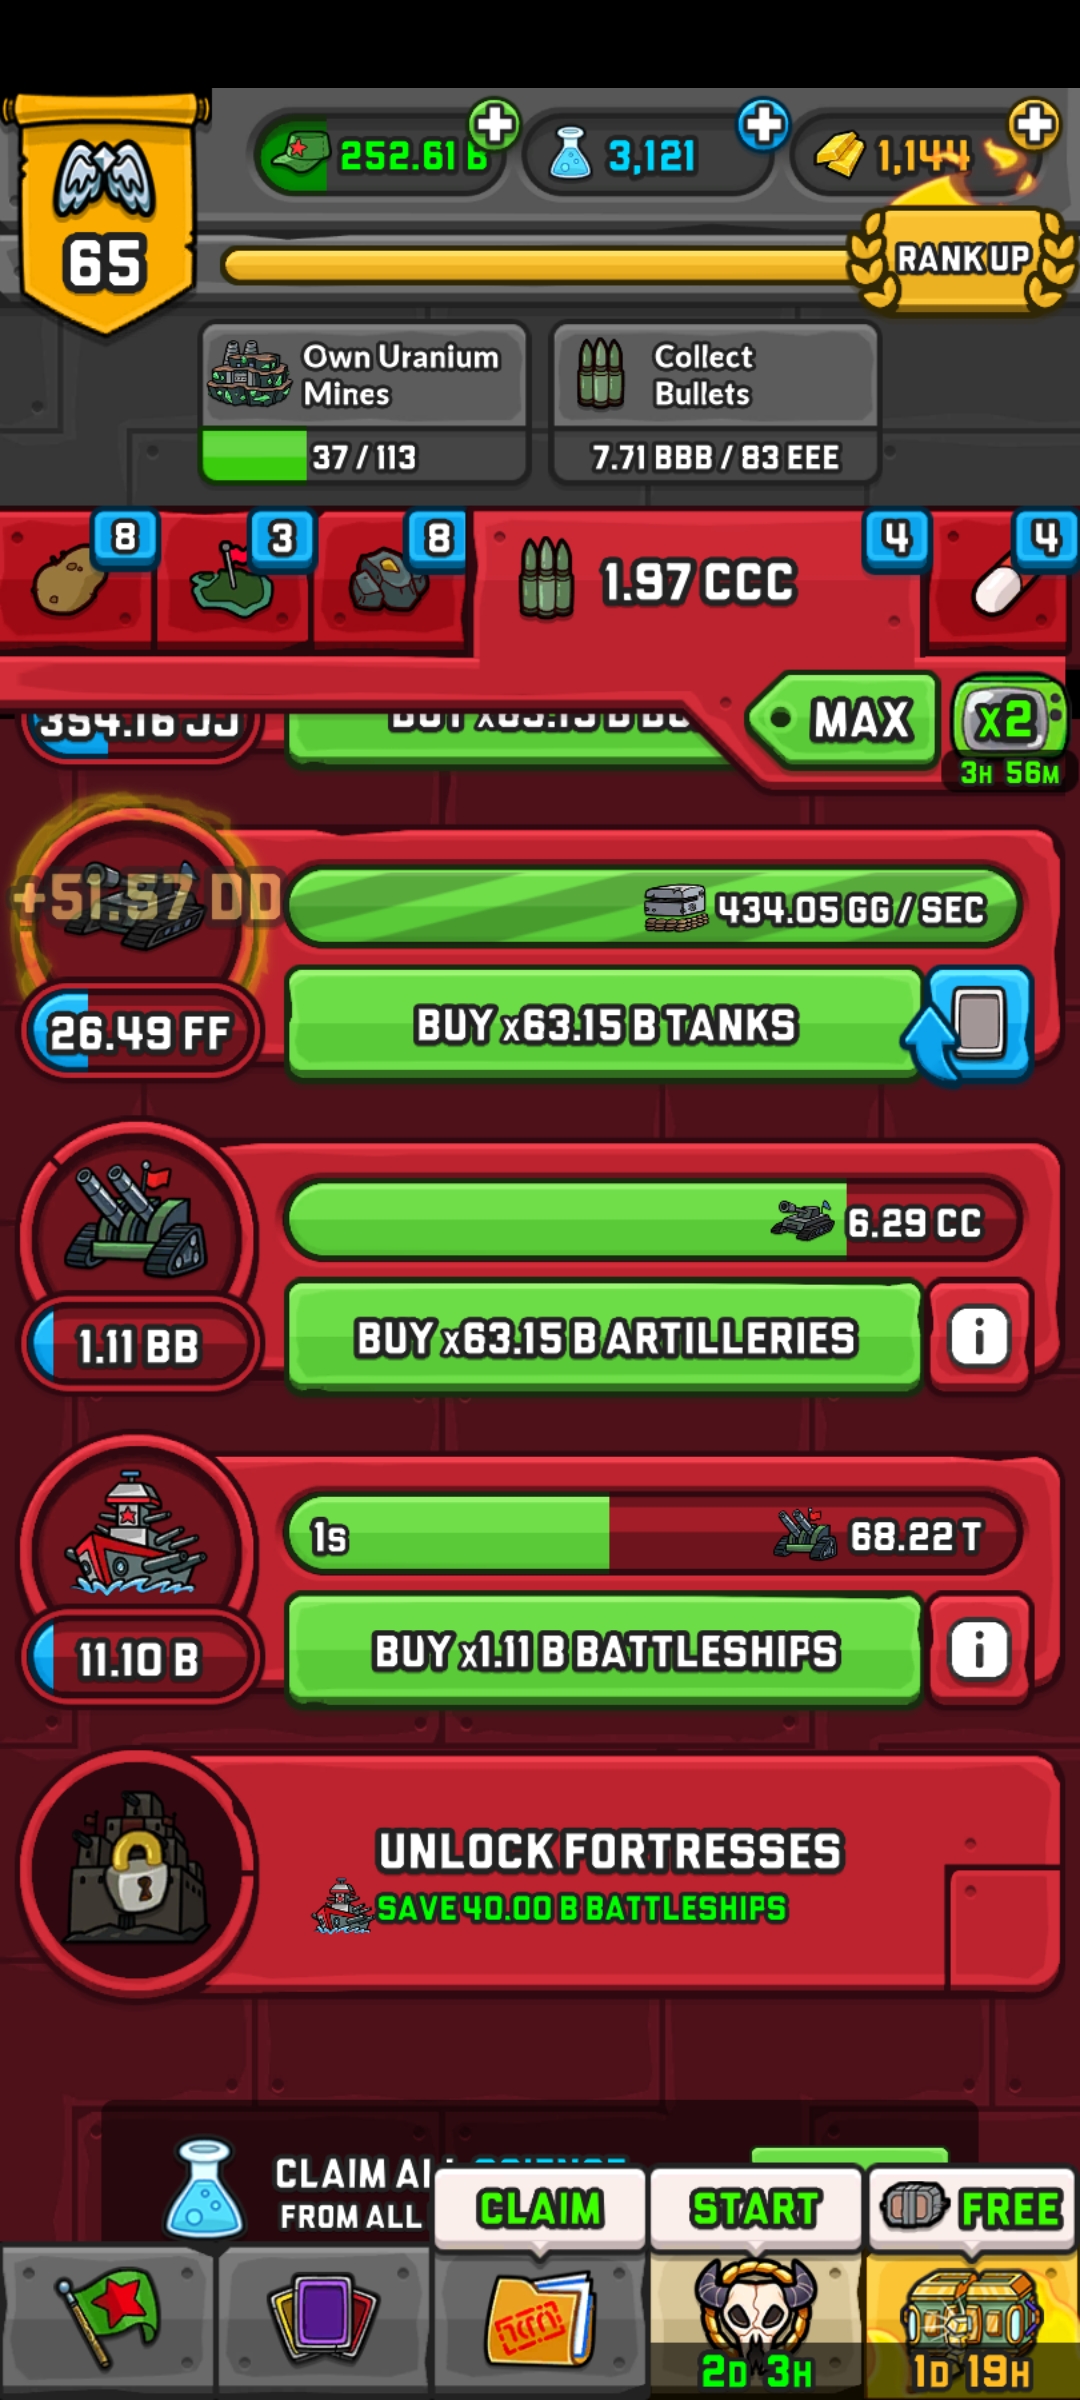 252.61 B
3,121
1,144
65
RANK UP
Own Uranium
Mines
37 / 113
Collect
Bullets
7.71 BBB / 83 EEE
8
3
8
1.97 CCC
4
4
MAX
x2
3H 56M
354.16 JJ
+51.57 DD
434.05 GG / SEC
26.49 FF
BUY x63.15 B TANKS
6.29 CC
1.11 BB
BUY x63.15 B ARTILLERIES
i
1s
68.22 T
11.10 B
BUY x1.11 B BATTLESHIPS
i
UNLOCK FORTRESSES
SAVE 40.00 B BATTLESHIPS
CLAIM
FROM ALL
CLAIM
START
FREE
2D 3H
1D 19H